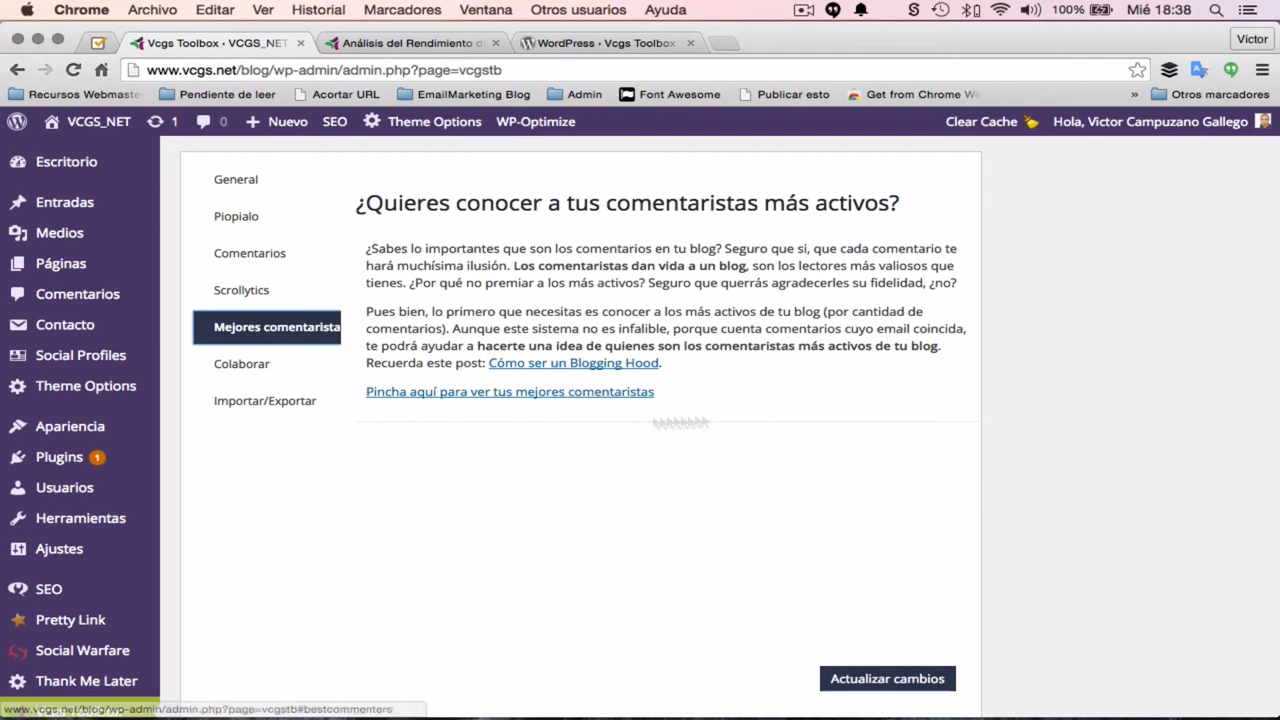 Chrome Archivo Editar Ver Historial Marcadores Ventana Otros usuarios Ayuda 100% Mié 18:38
Vcgs Toolbox · VCGS_NET
Análisis del Rendimiento d
WordPress · Vcgs Toolbox
Victor
www.vcgs.net/blog/wp-admin/admin.php?page=vcgstb
Recursos Webmaste Pendiente de leer Acortar URL EmailMarketing Blog Admin Font Awesome Publicar esto Get from Chrome We » Otros marcadores
VCGS_NET 1 0 Nuevo SEO Theme Options WP-Optimize Clear Cache Hola, Victor Campuzano Gallego
Escritorio
Entradas
Medios
Páginas
Comentarios
Contacto
Social Profiles
Theme Options
Apariencia
Plugins 1
Usuarios
Herramientas
Ajustes
SEO
Pretty Link
Social Warfare
Thank Me Later
General
Piopialo
Comentarios
Scrollytics
Mejores comentarista
Colaborar
Importar/Exportar
¿Quieres conocer a tus comentaristas más activos?
¿Sabes lo importantes que son los comentarios en tu blog? Seguro que si, que cada comentario te
hará muchísima ilusión. Los comentaristas dan vida a un blog, son los lectores más valiosos que
tienes. ¿Por qué no premiar a los más activos? Seguro que querrás agradecerles su fidelidad, ¿no?
Pues bien, lo primero que necesitas es conocer a los más activos de tu blog (por cantidad de
comentarios). Aunque este sistema no es infalible, porque cuenta comentarios cuyo email coincida,
te podrá ayudar a hacerte una idea de quienes son los comentaristas más activos de tu blog.
Recuerda este post: Cómo ser un Blogging Hood.
Pincha aquí para ver tus mejores comentaristas
Actualizar cambios
www.vcgs.net/blog/wp-admin/admin.php?page=vcgstb#bestcommenters